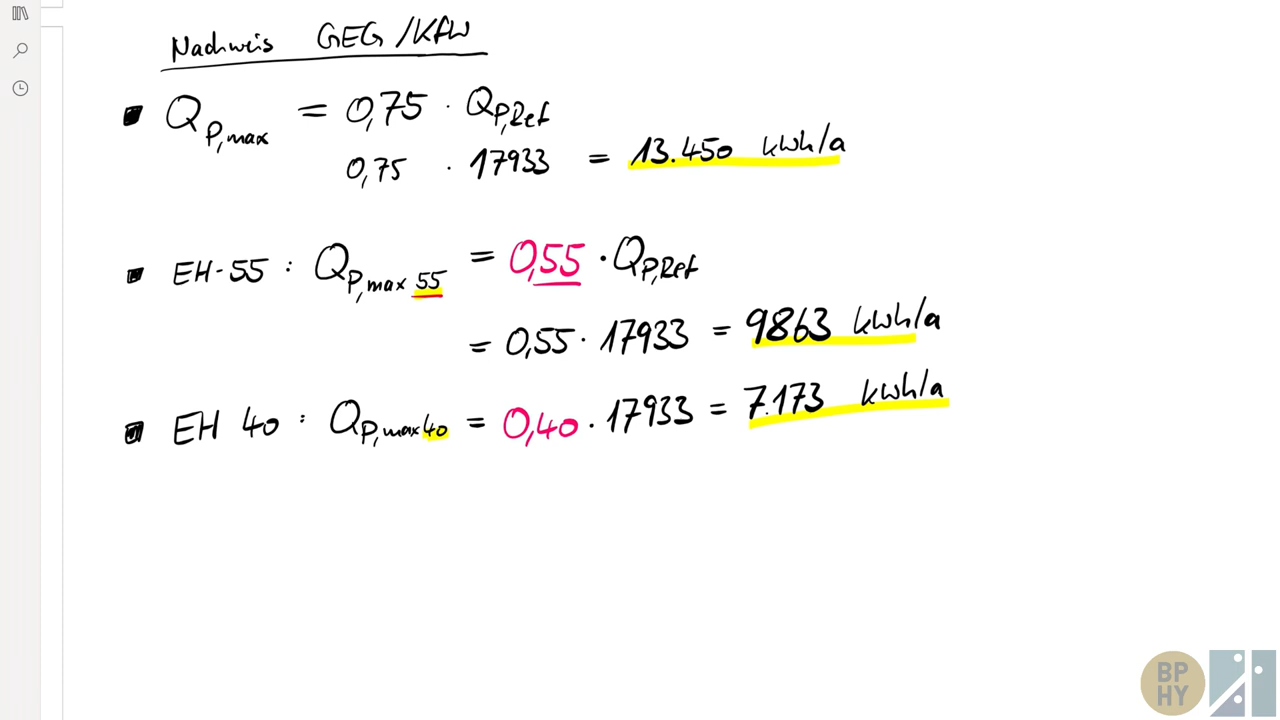 Nachweis GEG/KfW
Q P,max = 0,75 · Q P,Ref
0,75 · 17933 = 13.450 kWh/a
EH-55 : Q P,max 55 = 0,55 · Q P,Ref
= 0,55 · 17933 = 9863 kWh/a
EH 40 : Q P,max 40 = 0,40 · 17933 = 7.173 kWh/a
BP
HY